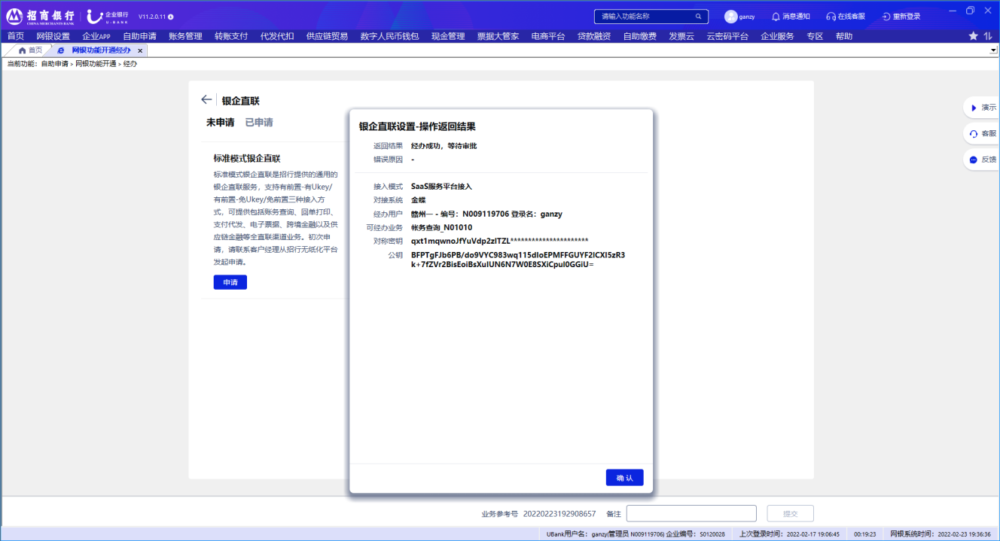 招商银行 企业银行 V11.2.0.11
CHINA MERCHANTS BANK U-BANK
请输入功能名称 ganzy 消息通知 在线客服 重新登录
首页 网银设置 企业APP 自助申请 账务管理 转账支付 代发代扣 供应链贸易 数字人民币钱包 现金管理 票据大管家 电商平台 贷款融资 自助缴费 发票云 云密码平台 企业服务 专区 帮助
首页 网银功能开通经办 ×
当前功能：自助申请 > 网银功能开通 > 经办
银企直联
未申请 已申请
标准模式银企直联
标准模式银企直联是招行提供的通用的
银企直联服务，支持有前置-有Ukey/
有前置-免Ukey/免前置三种接入方
式，可提供包括账务查询、回单打印、
支付代发、电子票据、跨境金融以及供
应链金融等全直联渠道业务。初次申
请，请联系客户经理从招行无纸化平台
发起申请。
申请
银企直联设置-操作返回结果
返回结果 经办成功，等待审批
错误原因 -
接入模式 SaaS服务平台接入
对接系统 金蝶
经办用户 赣州一 - 编号：N009119706 登录名：ganzy
可经办业务 帐务查询_N01010
对称密钥 qxt1mqwnoJfYuVdp2zITZL**********************
公钥 BFPTgFJb6PB/do9VYC983wq115dIoEPMFFGUYF2ICXI5zR3
k+7fZVr2BisEoiBsXuIUN6N7W0E8SXiCpuI0GGiU=
确 认
演示
客服
反馈
业务参考号 20220223192908657 备注 提交
UBank用户名：ganzy(管理员 N009119706) 企业编号：S0120028 上次登录时间：2022-02-17 19:06:45 00:19:23 网银系统时间：2022-02-23 19:36:36